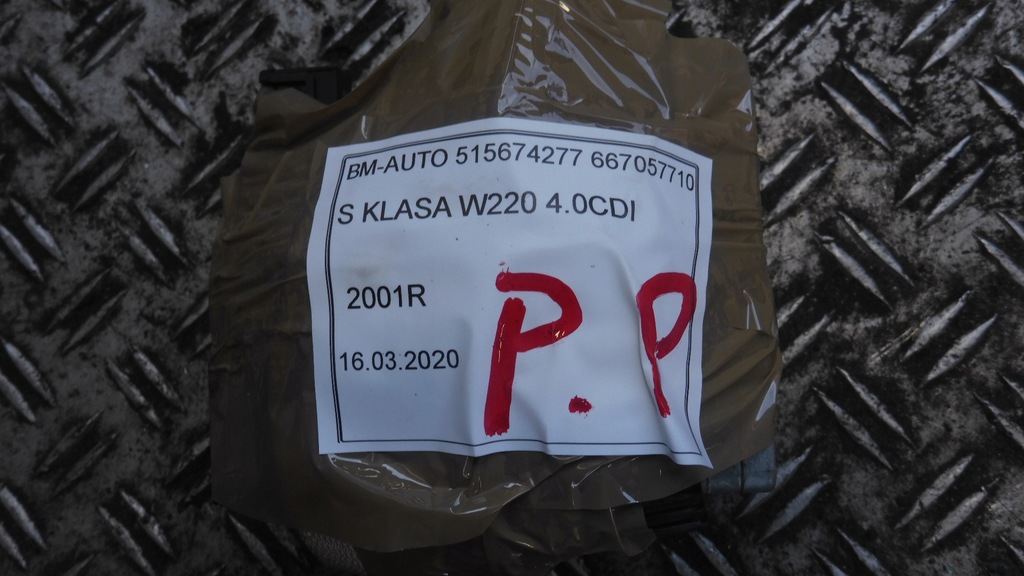 BM-AUTO 515674277 667057710
S KLASA W220 4.0CDI
2001R
P.P
16.03.2020